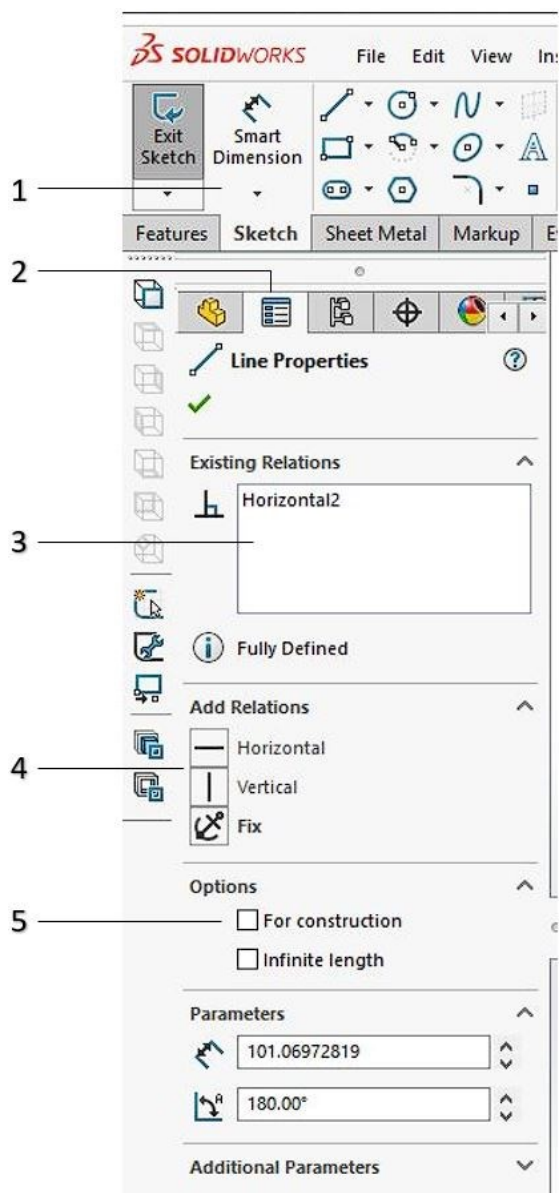 SOLIDWORKS File Edit View
Exit Sketch
Smart Dimension
1
Features Sketch Sheet Metal Markup
2
Line Properties
Existing Relations
Horizontal2
3
Fully Defined
Add Relations
Horizontal
4
Vertical
Fix
Options
5
For construction
Infinite length
Parameters
101.06972819
180.00°
Additional Parameters